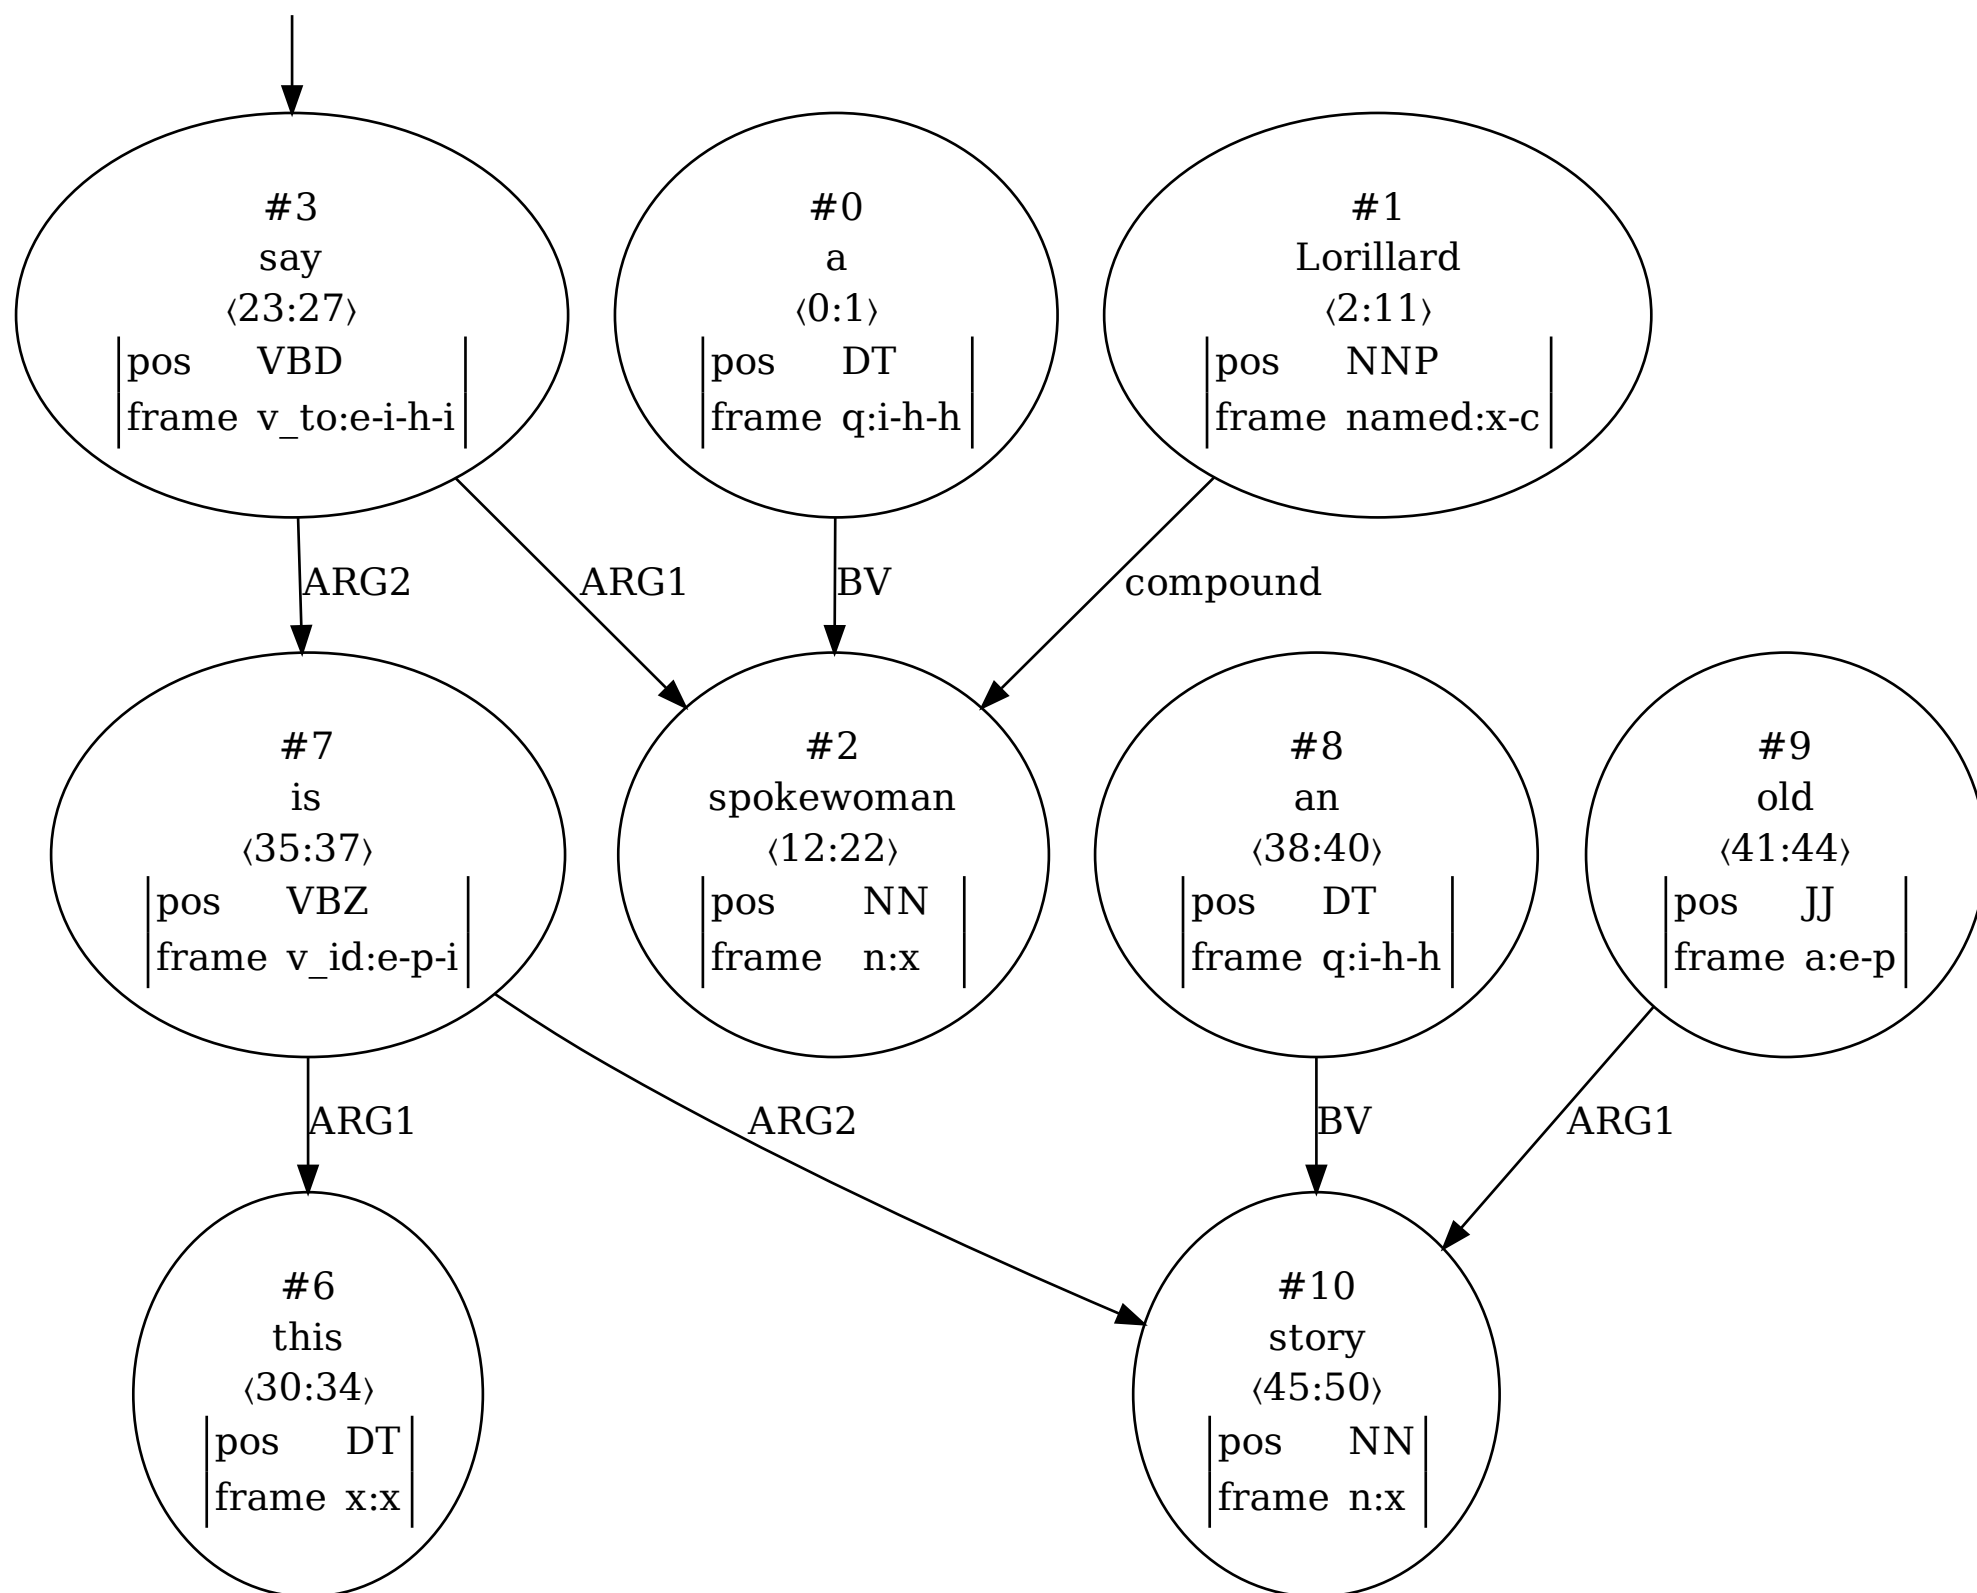 #3
say
⟨23:27⟩
pos VBD
frame v_to:e-i-h-i
#0
a
⟨0:1⟩
pos DT
frame q:i-h-h
#1
Lorillard
⟨2:11⟩
pos NNP
frame named:x-c
ARG2
ARG1
BV
compound
#7
is
⟨35:37⟩
pos VBZ
frame v_id:e-p-i
#2
spokewoman
⟨12:22⟩
pos NN
frame n:x
#8
an
⟨38:40⟩
pos DT
frame q:i-h-h
#9
old
⟨41:44⟩
pos JJ
frame a:e-p
ARG1
ARG2
BV
ARG1
#6
this
⟨30:34⟩
pos DT
frame x:x
#10
story
⟨45:50⟩
pos NN
frame n:x